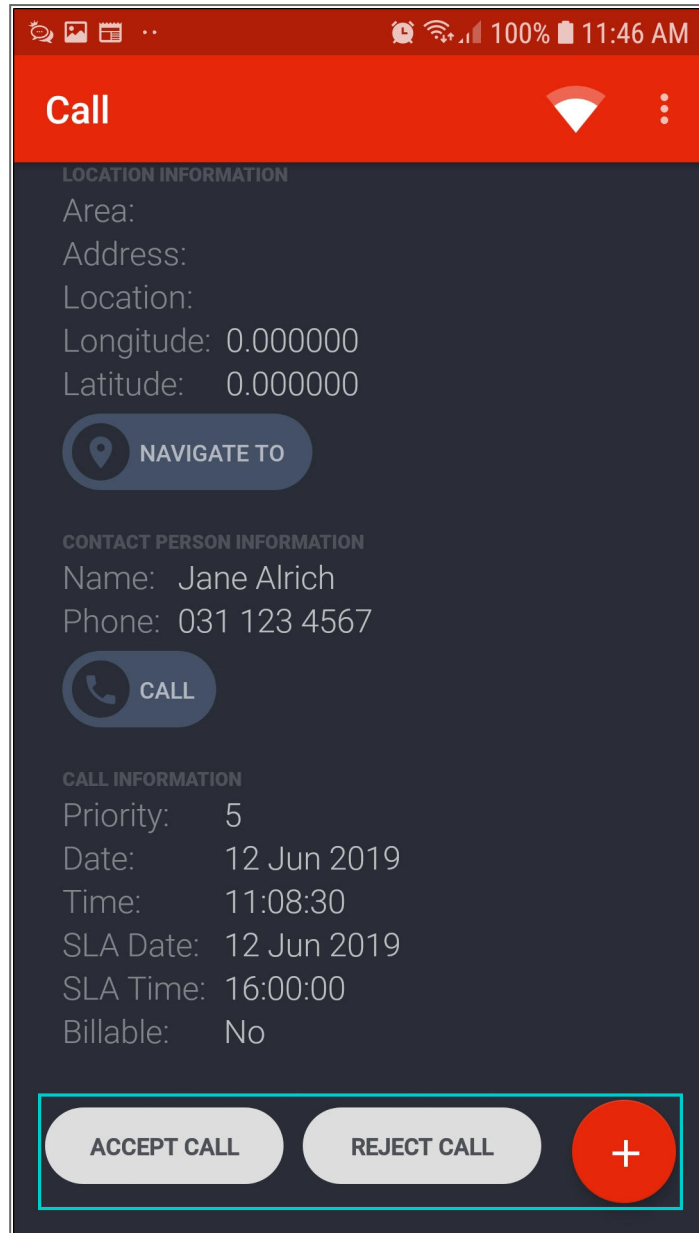 100% 11:46 AM
Call
LOCATION INFORMATION
Area:
Address:
Location:
Longitude: 0.000000
Latitude: 0.000000
NAVIGATE TO
CONTACT PERSON INFORMATION
Name: Jane Alrich
Phone: 031 123 4567
CALL
CALL INFORMATION
Priority: 5
Date: 12 Jun 2019
Time: 11:08:30
SLA Date: 12 Jun 2019
SLA Time: 16:00:00
Billable: No
ACCEPT CALL REJECT CALL +